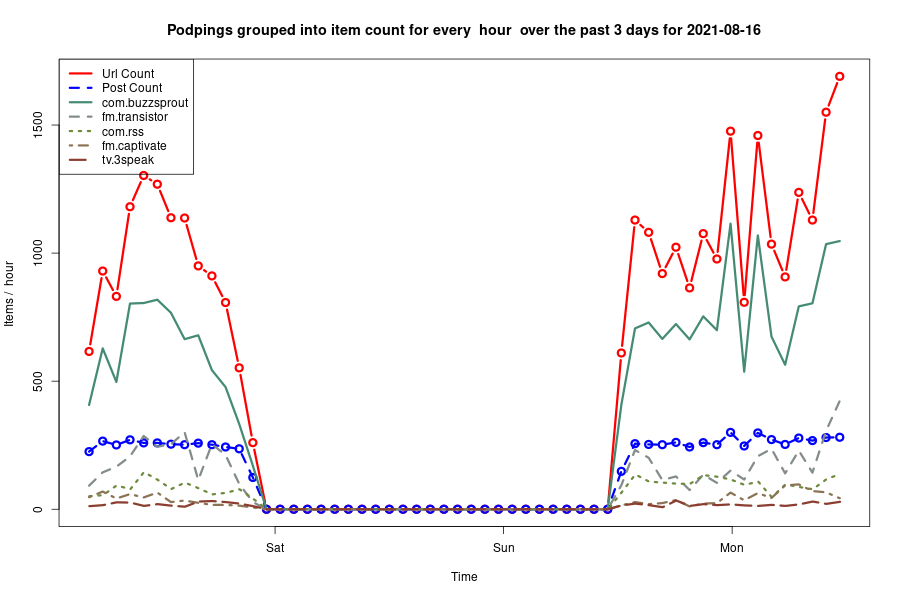 Podpings grouped into item count for every  hour  over the past 3 days for 2021-08-16
Url Count
Post Count
com.buzzsprout
fm.transistor
com.rss
fm.captivate
tv.3speak
Items /  hour
1500
1000
500
0
Sat
Sun
Mon
Time